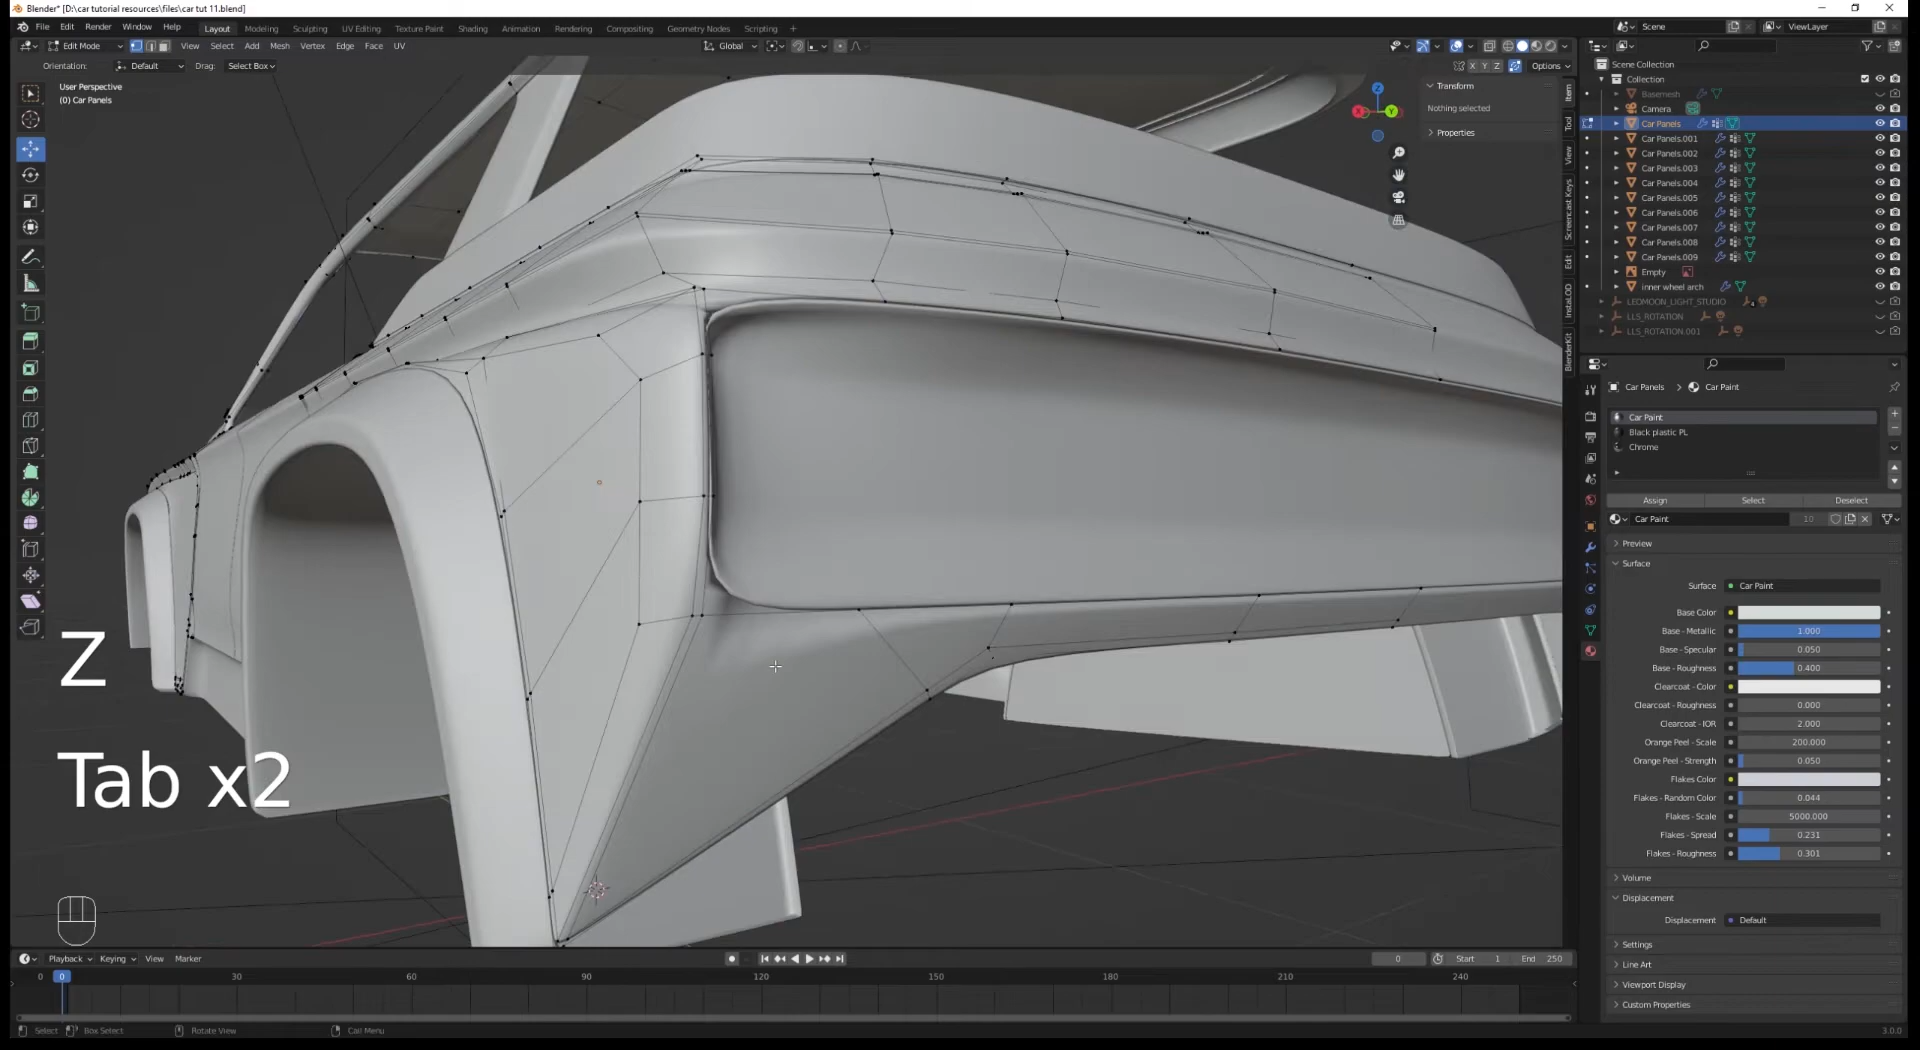 Blender* [D:\car tutorial resources\files\car tut 11.blend]
File Edit Render Window Help Layout Modeling Sculpting UV Editing Texture Paint Shading Animation Rendering Compositing Geometry Nodes Scripting + Scene ViewLayer
Edit Mode View Select Add Mesh Vertex Edge Face UV Global
Orientation: Default Drag: Select Box X Y Z Options
User Perspective
(0) Car Panels
Transform
Nothing selected
Properties
Item
Tool
View
Screencast Keys
Edit
InstaLOD
BlenderKit
Z
Tab x2
Scene Collection
Collection
Basemesh
Camera
Car Panels
Car Panels.001
Car Panels.002
Car Panels.003
Car Panels.004
Car Panels.005
Car Panels.006
Car Panels.007
Car Panels.008
Car Panels.009
Empty
inner wheel arch
LEDMOON_LIGHT_STUDIO
LLS_ROTATION
LLS_ROTATION.001
Car Panels > Car Paint
Car Paint
Black plastic PL
Chrome
Assign Select Deselect
Car Paint 10
Preview
Surface
Surface Car Paint
Base Color
Base - Metallic 1.000
Base - Specular 0.050
Base - Roughness 0.400
Clearcoat - Color
Clearcoat - Roughness 0.000
Clearcoat - IOR 2.000
Orange Peel - Scale 200.000
Orange Peel - Strength 0.050
Flakes Color
Flakes - Random Color 0.044
Flakes - Scale 5000.000
Flakes - Spread 0.231
Flakes - Roughness 0.301
Volume
Displacement
Displacement Default
Settings
Line Art
Viewport Display
Custom Properties
Playback Keying View Marker 0 Start 1 End 250
0 0 30 60 90 120 150 180 210 240
Select Box Select Rotate View Call Menu 3.0.0